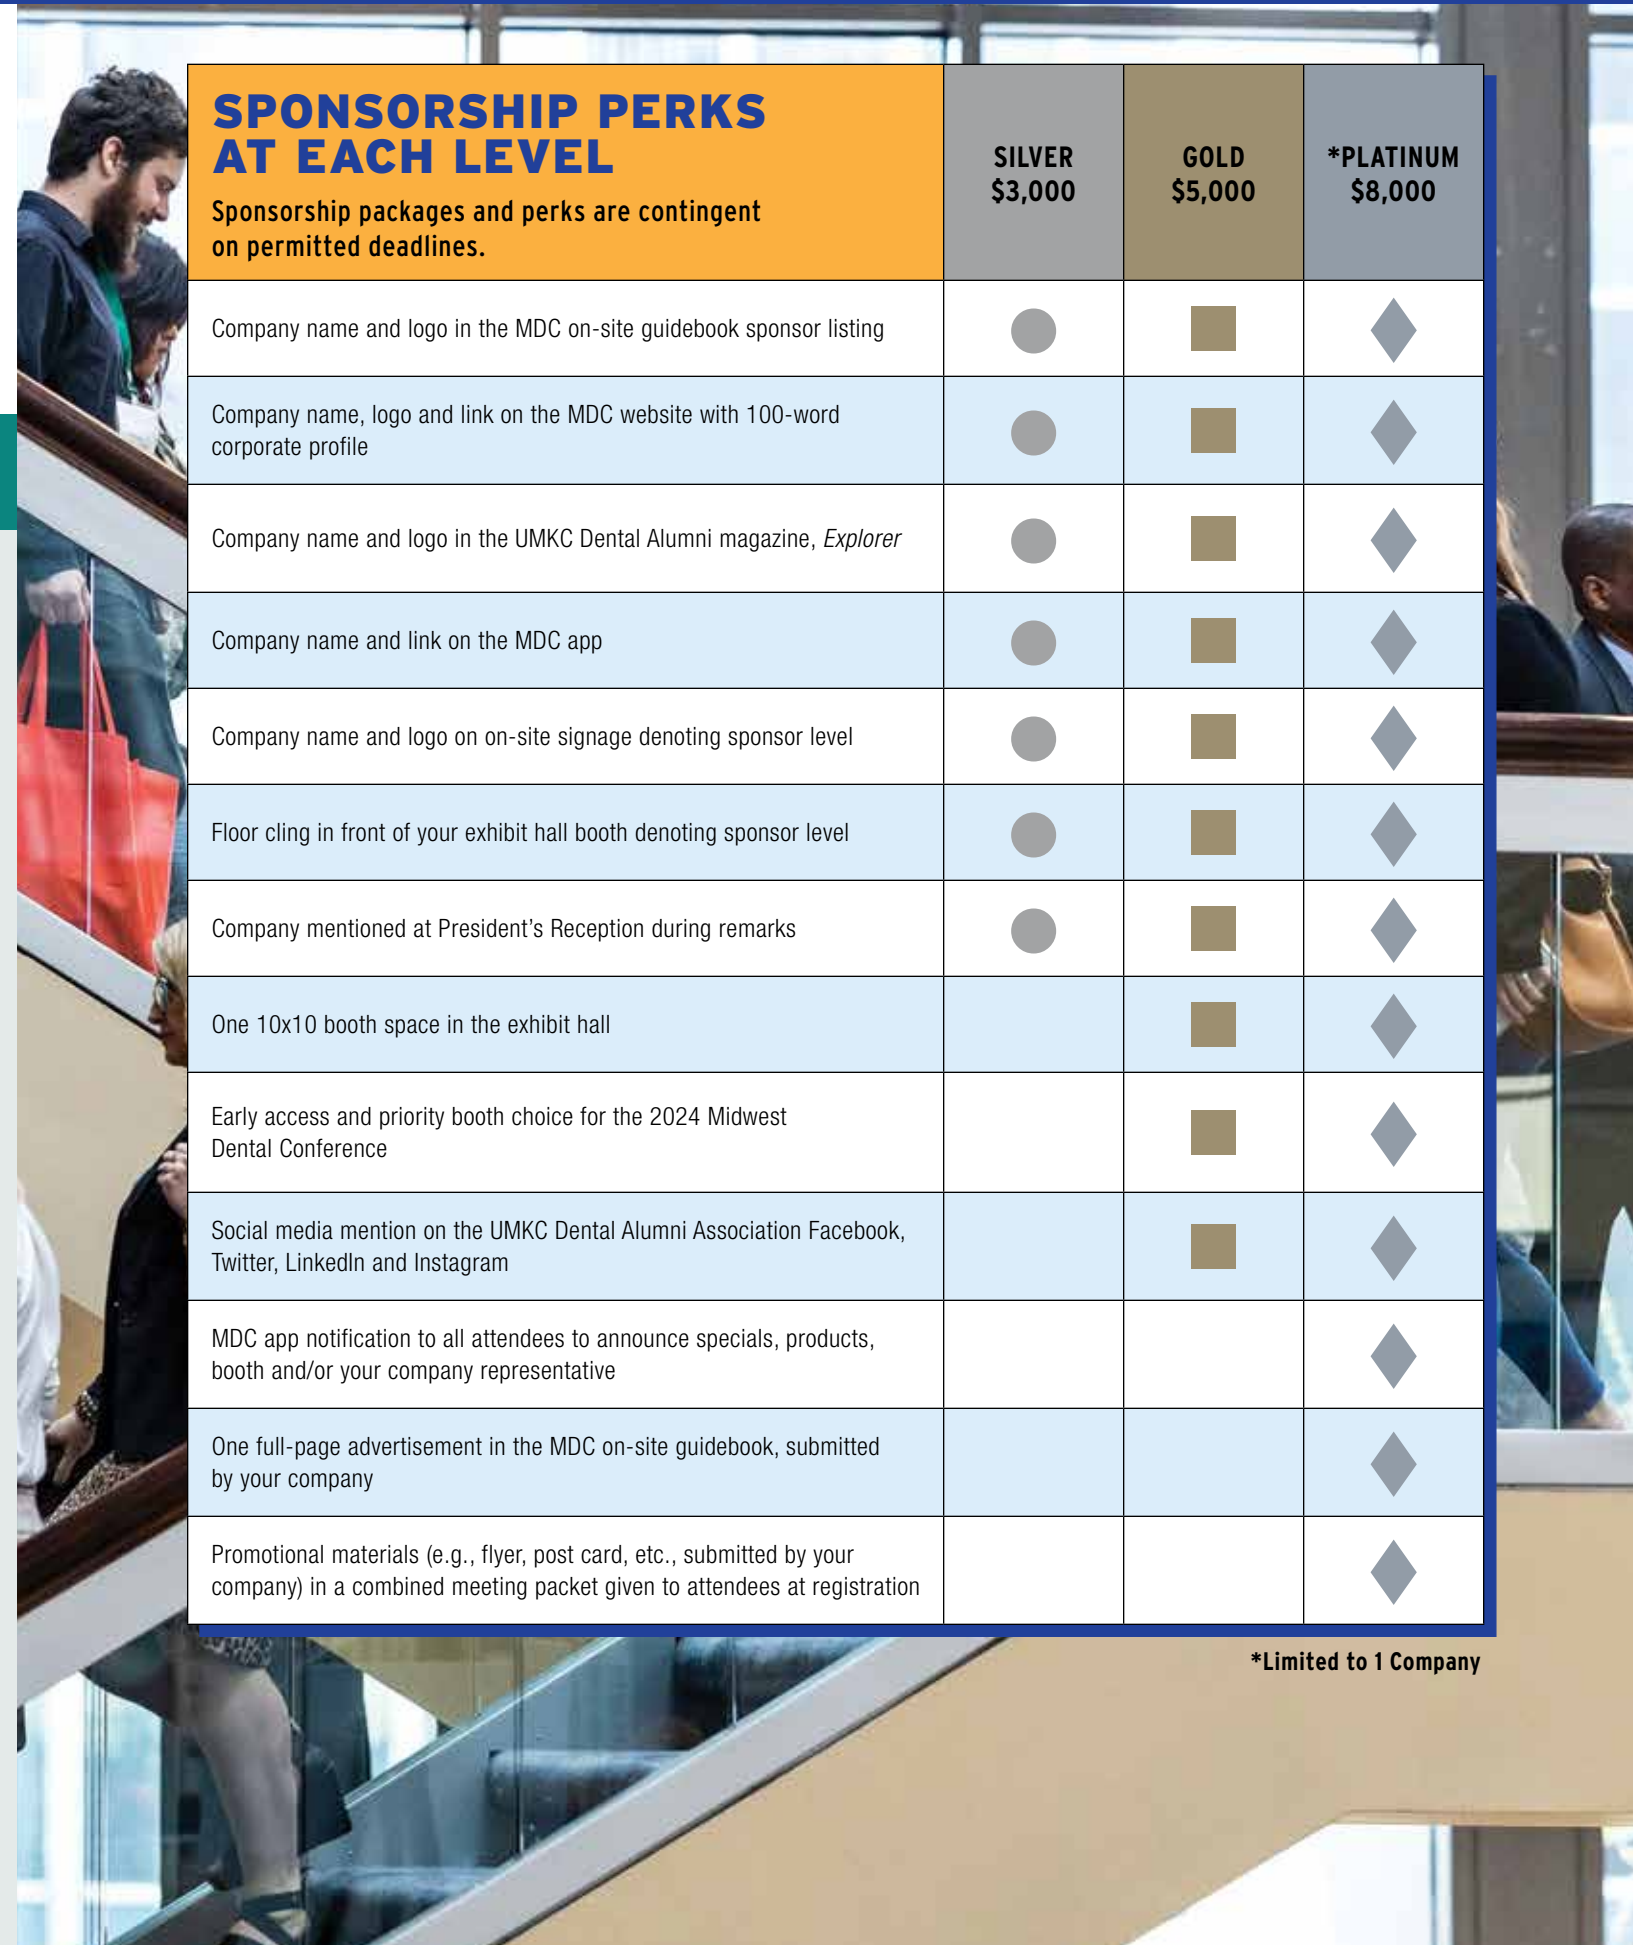 SPONSORSHIP PERKS
AT EACH LEVEL
Sponsorship packages and perks are contingent
on permitted deadlines.
SILVER
$3,000
GOLD
$5,000
*PLATINUM
$8,000
Company name and logo in the MDC on-site guidebook sponsor listing
Company name, logo and link on the MDC website with 100-word
corporate profile
Company name and logo in the UMKC Dental Alumni magazine, Explorer
Company name and link on the MDC app
Company name and logo on on-site signage denoting sponsor level
Floor cling in front of your exhibit hall booth denoting sponsor level
Company mentioned at President’s Reception during remarks
One 10x10 booth space in the exhibit hall
Early access and priority booth choice for the 2024 Midwest
Dental Conference
Social media mention on the UMKC Dental Alumni Association Facebook,
Twitter, LinkedIn and Instagram
MDC app notification to all attendees to announce specials, products,
booth and/or your company representative
One full-page advertisement in the MDC on-site guidebook, submitted
by your company
Promotional materials (e.g., flyer, post card, etc., submitted by your
company) in a combined meeting packet given to attendees at registration
*Limited to 1 Company